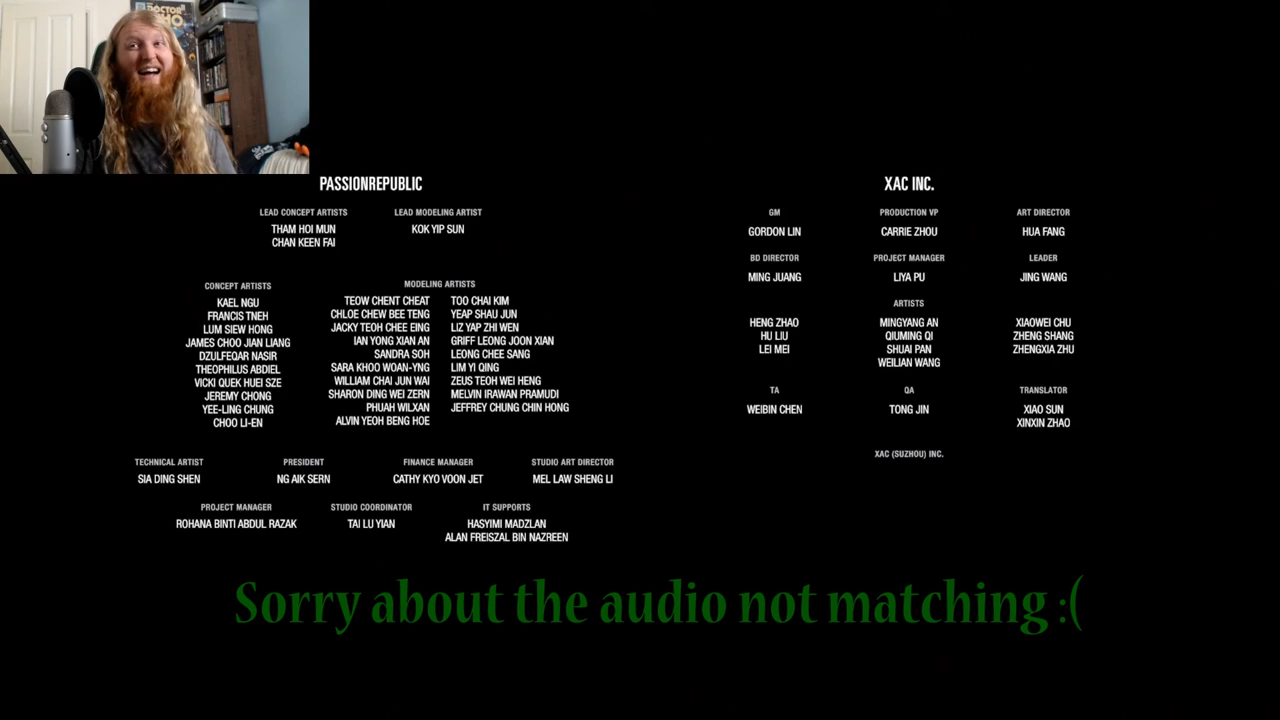 DOCTOR
WHO
PASSIONREPUBLIC
LEAD CONCEPT ARTISTS
THAM HOI MUN
CHAN KEEN FAI
LEAD MODELING ARTIST
KOK YIP SUN
CONCEPT ARTISTS
KAEL NGU
FRANCIS TNEH
LUM SIEW HONG
JAMES CHOO JIAN LIANG
DZULFEQAR NASIR
THEOPHILUS ABDIEL
VICKI QUEK HUEI SZE
JEREMY CHONG
YEE-LING CHUNG
CHOO LI-EN
MODELING ARTISTS
TEOW CHENT CHEAT
CHLOE CHEW BEE TENG
JACKY TEOH CHEE EING
IAN YONG XIAN AN
SANDRA SOH
SARA KHOO WOAN-YNG
WILLIAM CHAI JUN WAI
SHARON DING WEI ZERN
PHUAH WILXAN
ALVIN YEOH BENG HOE
TOO CHAI KIM
YEAP SHAU JUN
LIZ YAP ZHI WEN
GRIFF LEONG JOON XIAN
LEONG CHEE SANG
LIM YI QING
ZEUS TEOH WEI HENG
MELVIN IRAWAN PRAMUDI
JEFFREY CHUNG CHIN HONG
TECHNICAL ARTIST
SIA DING SHEN
PRESIDENT
NG AIK SERN
FINANCE MANAGER
CATHY KYO VOON JET
STUDIO ART DIRECTOR
MEL LAW SHENG LI
PROJECT MANAGER
ROHANA BINTI ABDUL RAZAK
STUDIO COORDINATOR
TAI LU YIAN
IT SUPPORTS
HASYIMI MADZLAN
ALAN FREISZAL BIN NAZREEN
XAC INC.
GM
GORDON LIN
PRODUCTION VP
CARRIE ZHOU
ART DIRECTOR
HUA FANG
BD DIRECTOR
MING JUANG
PROJECT MANAGER
LIYA PU
LEADER
JING WANG
ARTISTS
HENG ZHAO
HU LIU
LEI MEI
MINGYANG AN
QIUMING QI
SHUAI PAN
WEILIAN WANG
XIAOWEI CHU
ZHENG SHANG
ZHENGXIA ZHU
TA
WEIBIN CHEN
QA
TONG JIN
TRANSLATOR
XIAO SUN
XINXIN ZHAO
XAC (SUZHOU) INC.
Sorry about the audio not matching :(